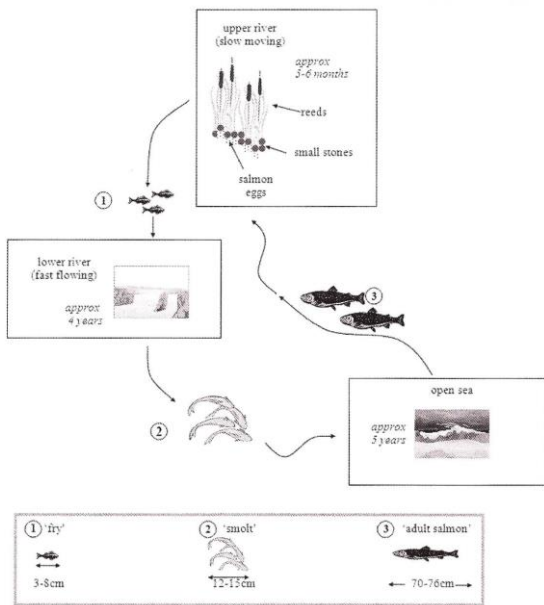 upper river
(slow moving)
approx
5-6 months
reeds
small stones
salmon
eggs
1
lower river
(fast flowing)
approx
4 years
3
open sea
approx
5 years
2
1 'fry'
2 'smolt'
3 'adult salmon'
3-8cm
12-15cm
70-76cm